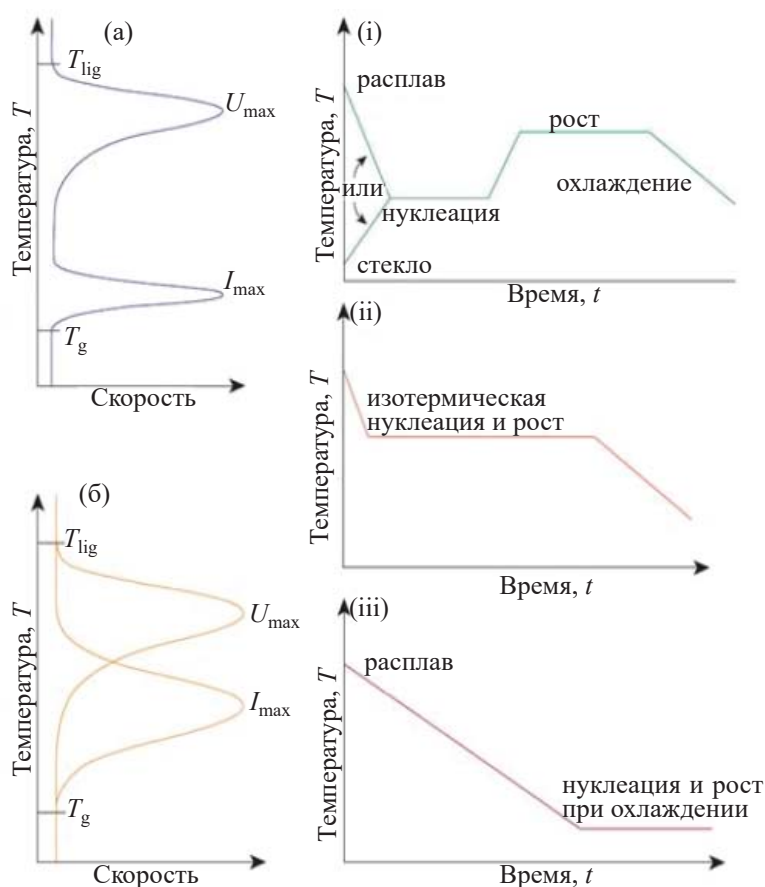 (а)
T_lig
U_max
I_max
T_g
Температура, T
Скорость
(б)
T_lig
U_max
I_max
T_g
Температура, T
Скорость
(i)
расплав
рост
или
охлаждение
нуклеация
стекло
Температура, T
Время, t
(ii)
изотермическая
нуклеация и рост
Температура, T
Время, t
(iii)
расплав
нуклеация и рост
при охлаждении
Температура, T
Время, t